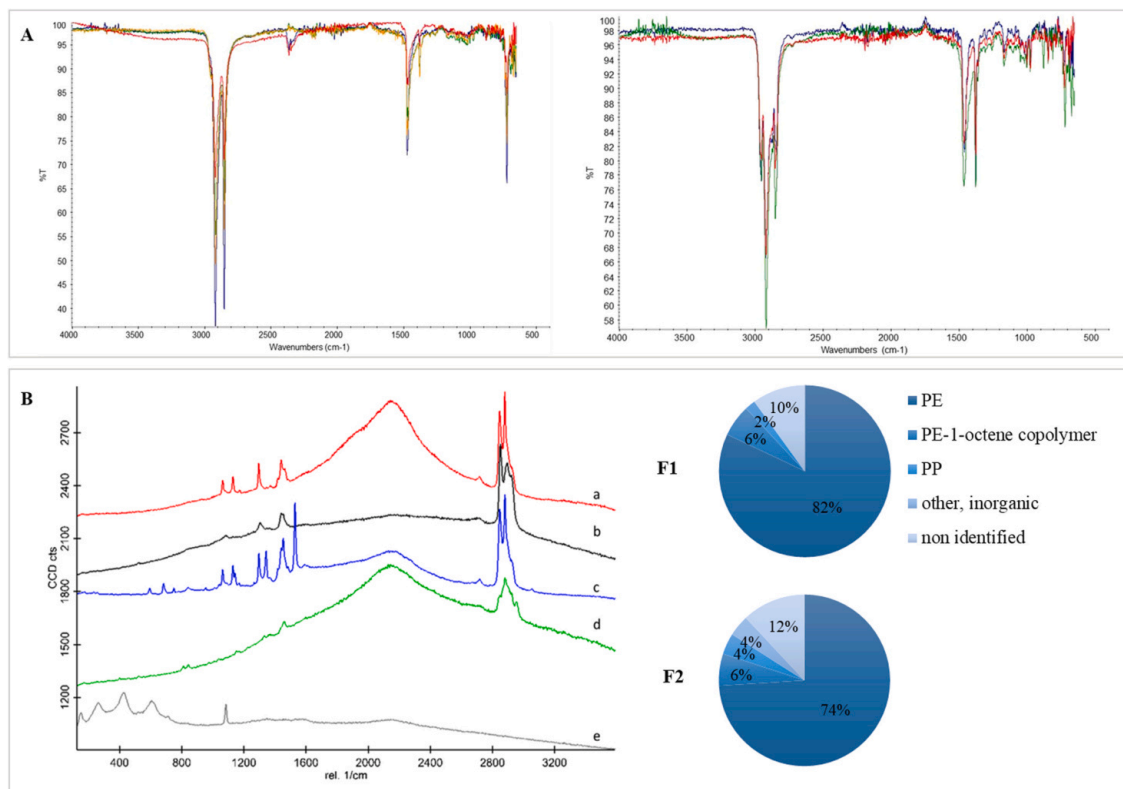 A
%T
100
95
90
85
80
75
70
65
60
55
50
45
40
4000
3000
2000
1500
1000
500
Wavenumbers (cm-1)
%T
100
98
96
94
92
90
88
86
84
82
80
78
76
74
72
70
68
66
64
62
60
58
4000
3000
2000
1500
1000
500
Wavenumbers (cm-1)
B
CCD cts
2700
2400
2100
1800
1500
1200
a
b
c
d
e
400 800 1200 1600 2000 2400 2800 3200
rel. 1/cm
F1
10%
2%
6%
82%
PE
PE-1-octene copolymer
PP
other, inorganic
non identified
F2
12%
4%
4%
6%
74%